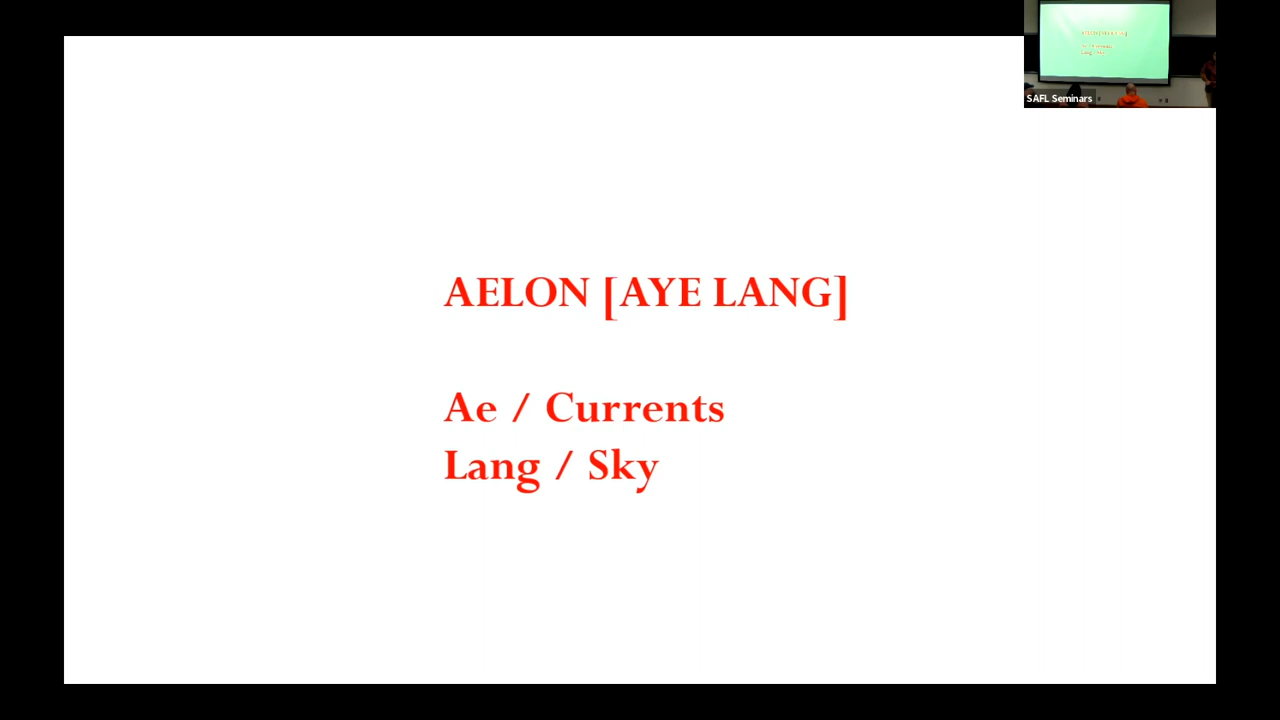 SAFL Seminars
AELON [AYE LANG]
Ae / Currents
Lang / Sky